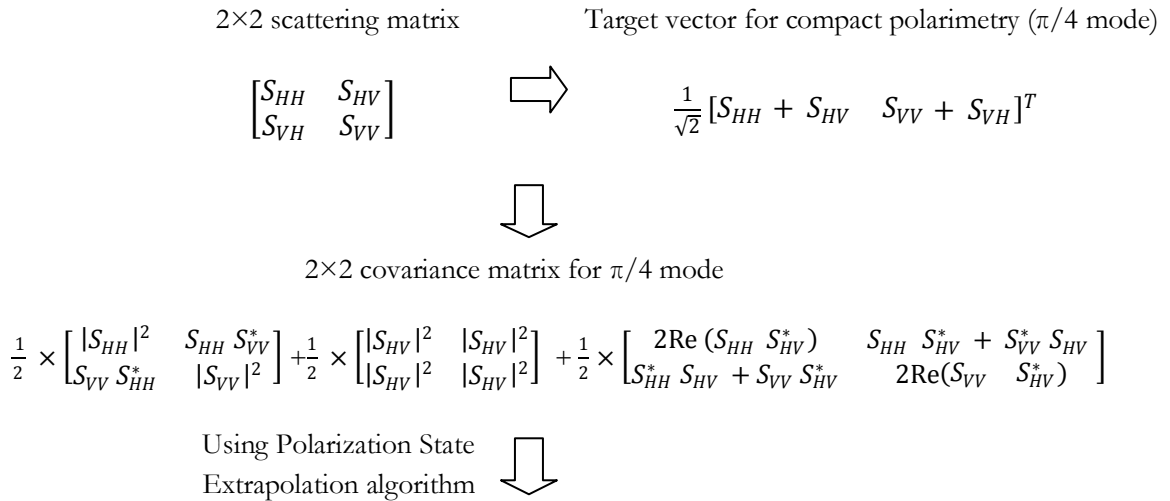 2×2 scattering matrix Target vector for compact polarimetry (π/4 mode)
[S_HH S_HV
S_VH S_VV] 1/√2 [S_HH + S_HV S_VV + S_VH]^T
2×2 covariance matrix for π/4 mode
1/2 × [|S_HH|^2 S_HH S_VV^*
S_VV S_HH^* |S_VV|^2] + 1/2 × [|S_HV|^2 |S_HV|^2
|S_HV|^2 |S_HV|^2] + 1/2 × [2Re (S_HH S_HV^*) S_HH S_HV^* + S_VV^* S_HV
S_HH^* S_HV + S_VV S_HV^* 2Re(S_VV S_HV^*)]
Using Polarization State
Extrapolation algorithm